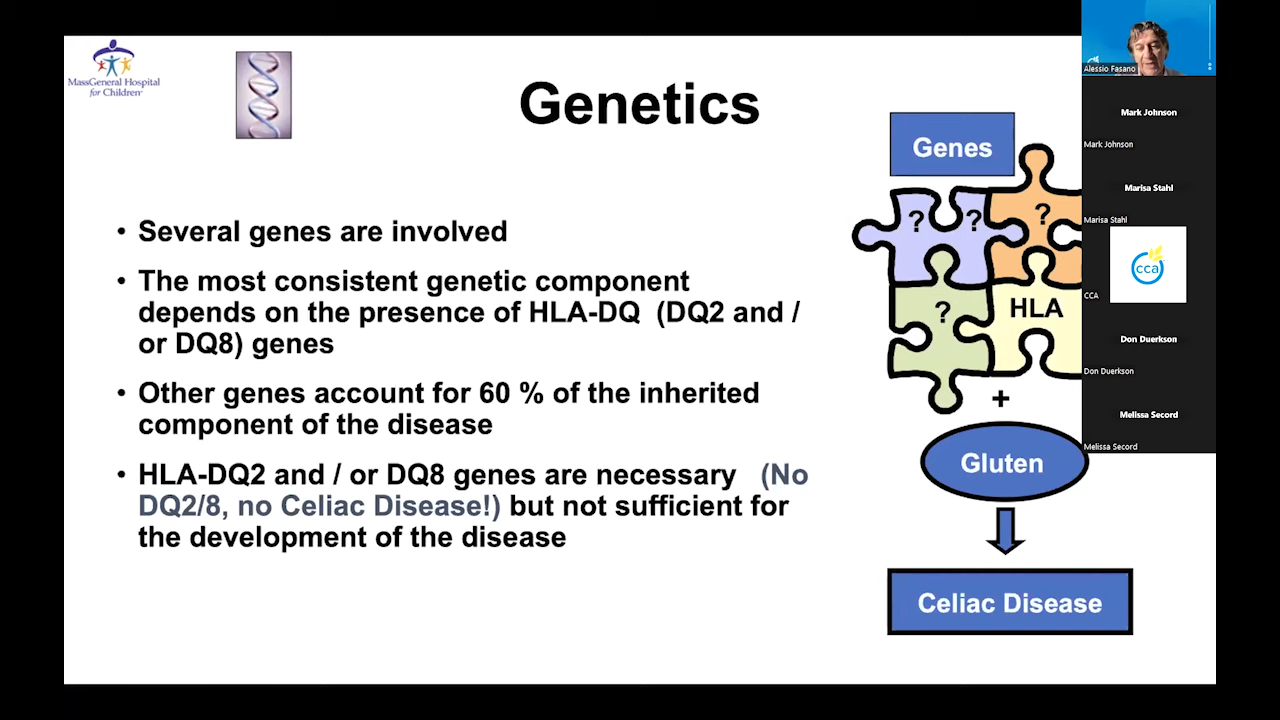 MassGeneral Hospital
for Children
Genetics
• Several genes are involved
• The most consistent genetic component
depends on the presence of HLA-DQ (DQ2 and /
or DQ8) genes
• Other genes account for 60 % of the inherited
component of the disease
• HLA-DQ2 and / or DQ8 genes are necessary (No
DQ2/8, no Celiac Disease!) but not sufficient for
the development of the disease
Genes
? ? ?
? HLA
+
Gluten
Celiac Disease
Alessio Fasano
Mark Johnson
Mark Johnson
Marisa Stahl
Marisa Stahl
cca
CCA
Don Duerkson
Don Duerkson
Melissa Secord
Melissa Secord